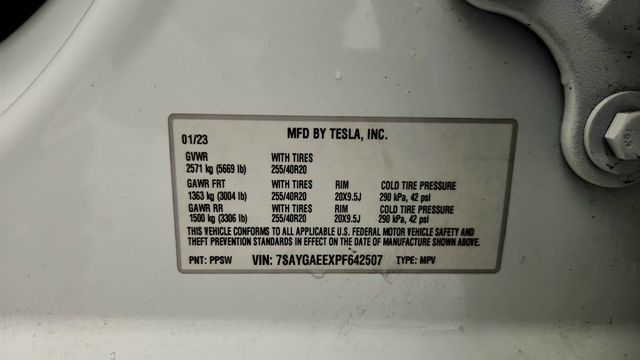 01/23 MFD BY TESLA, INC.
GVWR WITH TIRES
2571 kg (5669 lb) 255/40R20
GAWR FRT WITH TIRES RIM COLD TIRE PRESSURE
1363 kg (3004 lb) 255/40R20 20X9.5J 290 kPa, 42 psi
GAWR RR WITH TIRES RIM COLD TIRE PRESSURE
1500 kg (3306 lb) 255/40R20 20X9.5J 290 kPa, 42 psi
THIS VEHICLE CONFORMS TO ALL APPLICABLE U.S. FEDERAL MOTOR VEHICLE SAFETY AND
THEFT PREVENTION STANDARDS IN EFFECT ON THE DATE OF MANUFACTURE SHOWN ABOVE.
PNT: PPSW VIN: 7SAYGAEEXPF642507 TYPE: MPV